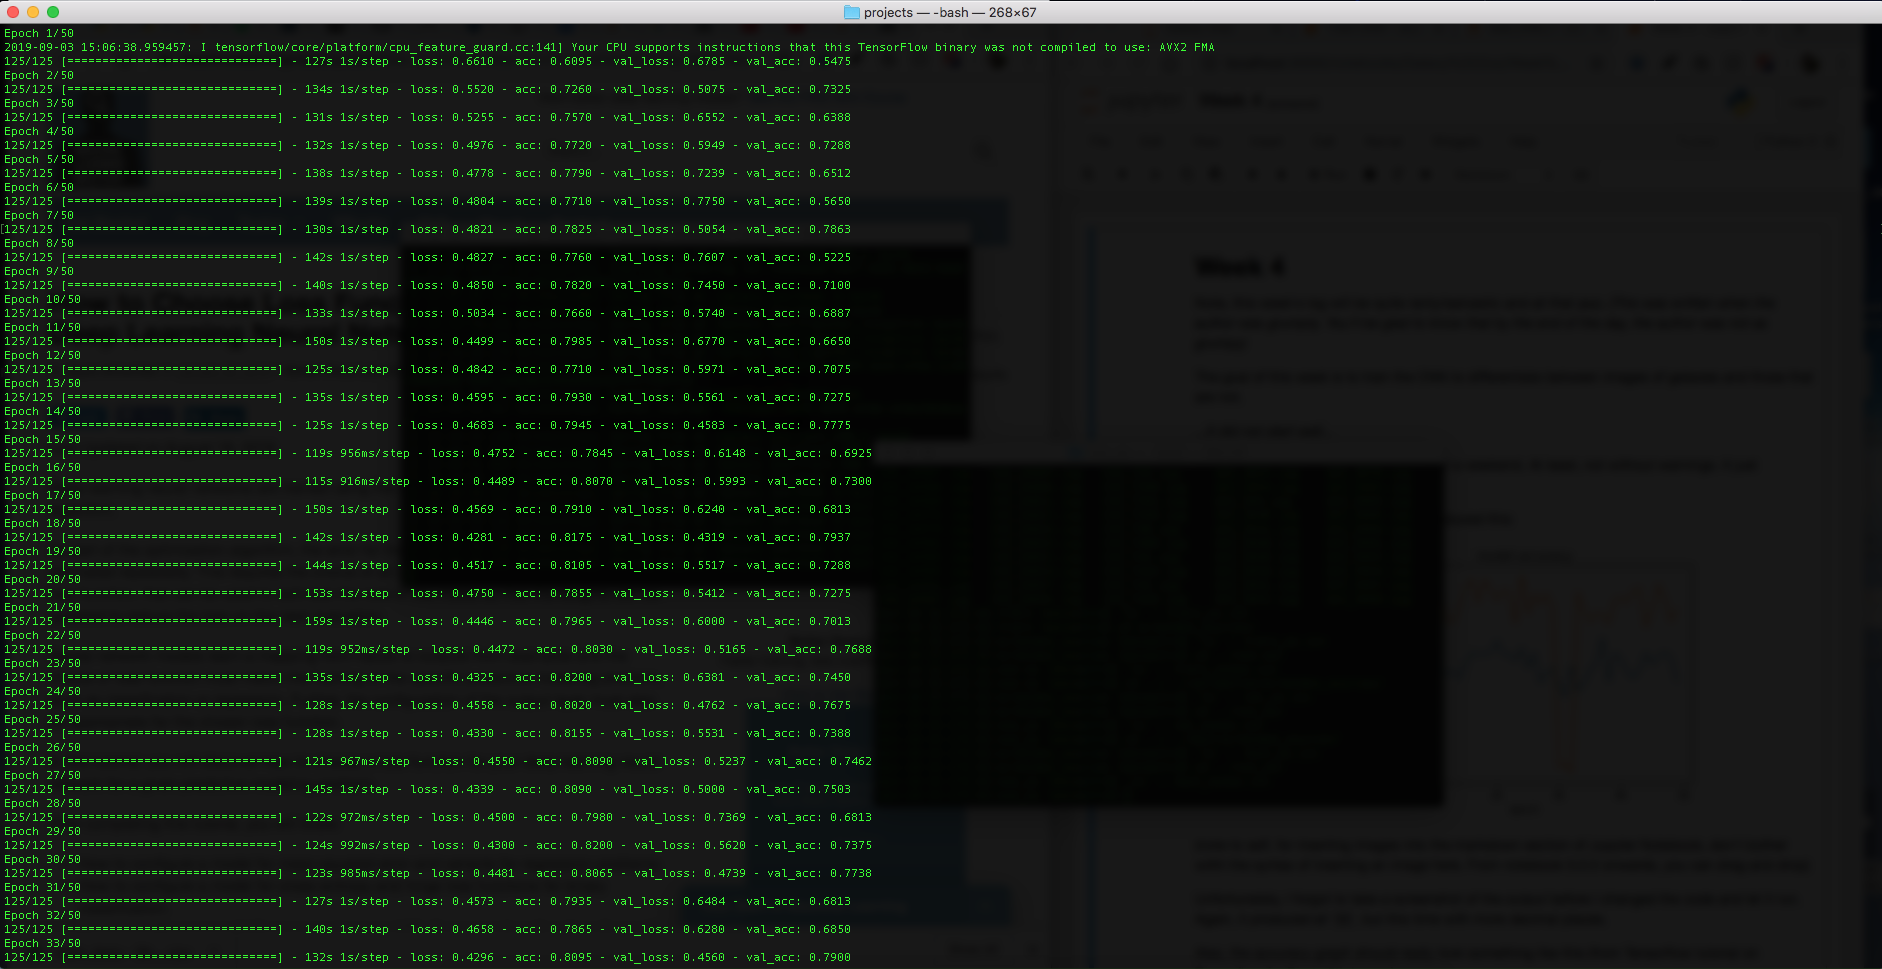 projects — -bash — 268×67
Epoch 1/50
2019-09-03 15:06:38.959457: I tensorflow/core/platform/cpu_feature_guard.cc:141] Your CPU supports instructions that this TensorFlow binary was not compiled to use: AVX2 FMA
125/125 [==============================] - 127s 1s/step - loss: 0.6610 - acc: 0.6095 - val_loss: 0.6785 - val_acc: 0.5475
Epoch 2/50
125/125 [==============================] - 134s 1s/step - loss: 0.5520 - acc: 0.7260 - val_loss: 0.5075 - val_acc: 0.7325
Epoch 3/50
125/125 [==============================] - 131s 1s/step - loss: 0.5255 - acc: 0.7570 - val_loss: 0.6552 - val_acc: 0.6388
Epoch 4/50
125/125 [==============================] - 132s 1s/step - loss: 0.4976 - acc: 0.7720 - val_loss: 0.5949 - val_acc: 0.7288
Epoch 5/50
125/125 [==============================] - 138s 1s/step - loss: 0.4778 - acc: 0.7790 - val_loss: 0.7239 - val_acc: 0.6512
Epoch 6/50
125/125 [==============================] - 139s 1s/step - loss: 0.4804 - acc: 0.7710 - val_loss: 0.7750 - val_acc: 0.5650
Epoch 7/50
125/125 [==============================] - 130s 1s/step - loss: 0.4821 - acc: 0.7825 - val_loss: 0.5054 - val_acc: 0.7863
Epoch 8/50
125/125 [==============================] - 142s 1s/step - loss: 0.4827 - acc: 0.7760 - val_loss: 0.7607 - val_acc: 0.5225
Epoch 9/50
125/125 [==============================] - 140s 1s/step - loss: 0.4850 - acc: 0.7820 - val_loss: 0.7450 - val_acc: 0.7100
Epoch 10/50
125/125 [==============================] - 133s 1s/step - loss: 0.5034 - acc: 0.7660 - val_loss: 0.5740 - val_acc: 0.6887
Epoch 11/50
125/125 [==============================] - 150s 1s/step - loss: 0.4499 - acc: 0.7985 - val_loss: 0.6770 - val_acc: 0.6650
Epoch 12/50
125/125 [==============================] - 125s 1s/step - loss: 0.4842 - acc: 0.7710 - val_loss: 0.5971 - val_acc: 0.7075
Epoch 13/50
125/125 [==============================] - 135s 1s/step - loss: 0.4595 - acc: 0.7930 - val_loss: 0.5561 - val_acc: 0.7275
Epoch 14/50
125/125 [==============================] - 125s 1s/step - loss: 0.4683 - acc: 0.7945 - val_loss: 0.4583 - val_acc: 0.7775
Epoch 15/50
125/125 [==============================] - 119s 956ms/step - loss: 0.4752 - acc: 0.7845 - val_loss: 0.6148 - val_acc: 0.6925
Epoch 16/50
125/125 [==============================] - 115s 916ms/step - loss: 0.4489 - acc: 0.8070 - val_loss: 0.5993 - val_acc: 0.7300
Epoch 17/50
125/125 [==============================] - 150s 1s/step - loss: 0.4569 - acc: 0.7910 - val_loss: 0.6240 - val_acc: 0.6813
Epoch 18/50
125/125 [==============================] - 142s 1s/step - loss: 0.4281 - acc: 0.8175 - val_loss: 0.4319 - val_acc: 0.7937
Epoch 19/50
125/125 [==============================] - 144s 1s/step - loss: 0.4517 - acc: 0.8105 - val_loss: 0.5517 - val_acc: 0.7288
Epoch 20/50
125/125 [==============================] - 153s 1s/step - loss: 0.4750 - acc: 0.7855 - val_loss: 0.5412 - val_acc: 0.7275
Epoch 21/50
125/125 [==============================] - 159s 1s/step - loss: 0.4446 - acc: 0.7965 - val_loss: 0.6000 - val_acc: 0.7013
Epoch 22/50
125/125 [==============================] - 119s 952ms/step - loss: 0.4472 - acc: 0.8030 - val_loss: 0.5165 - val_acc: 0.7688
Epoch 23/50
125/125 [==============================] - 135s 1s/step - loss: 0.4325 - acc: 0.8200 - val_loss: 0.6381 - val_acc: 0.7450
Epoch 24/50
125/125 [==============================] - 128s 1s/step - loss: 0.4558 - acc: 0.8020 - val_loss: 0.4762 - val_acc: 0.7675
Epoch 25/50
125/125 [==============================] - 128s 1s/step - loss: 0.4330 - acc: 0.8155 - val_loss: 0.5531 - val_acc: 0.7388
Epoch 26/50
125/125 [==============================] - 121s 967ms/step - loss: 0.4550 - acc: 0.8090 - val_loss: 0.5237 - val_acc: 0.7462
Epoch 27/50
125/125 [==============================] - 145s 1s/step - loss: 0.4339 - acc: 0.8090 - val_loss: 0.5000 - val_acc: 0.7503
Epoch 28/50
125/125 [==============================] - 122s 972ms/step - loss: 0.4500 - acc: 0.7980 - val_loss: 0.7369 - val_acc: 0.6813
Epoch 29/50
125/125 [==============================] - 124s 992ms/step - loss: 0.4300 - acc: 0.8200 - val_loss: 0.5620 - val_acc: 0.7375
Epoch 30/50
125/125 [==============================] - 123s 985ms/step - loss: 0.4481 - acc: 0.8065 - val_loss: 0.4739 - val_acc: 0.7738
Epoch 31/50
125/125 [==============================] - 127s 1s/step - loss: 0.4573 - acc: 0.7935 - val_loss: 0.6484 - val_acc: 0.6813
Epoch 32/50
125/125 [==============================] - 140s 1s/step - loss: 0.4658 - acc: 0.7865 - val_loss: 0.6280 - val_acc: 0.6850
Epoch 33/50
125/125 [==============================] - 132s 1s/step - loss: 0.4296 - acc: 0.8095 - val_loss: 0.4560 - val_acc: 0.7900
Week 4